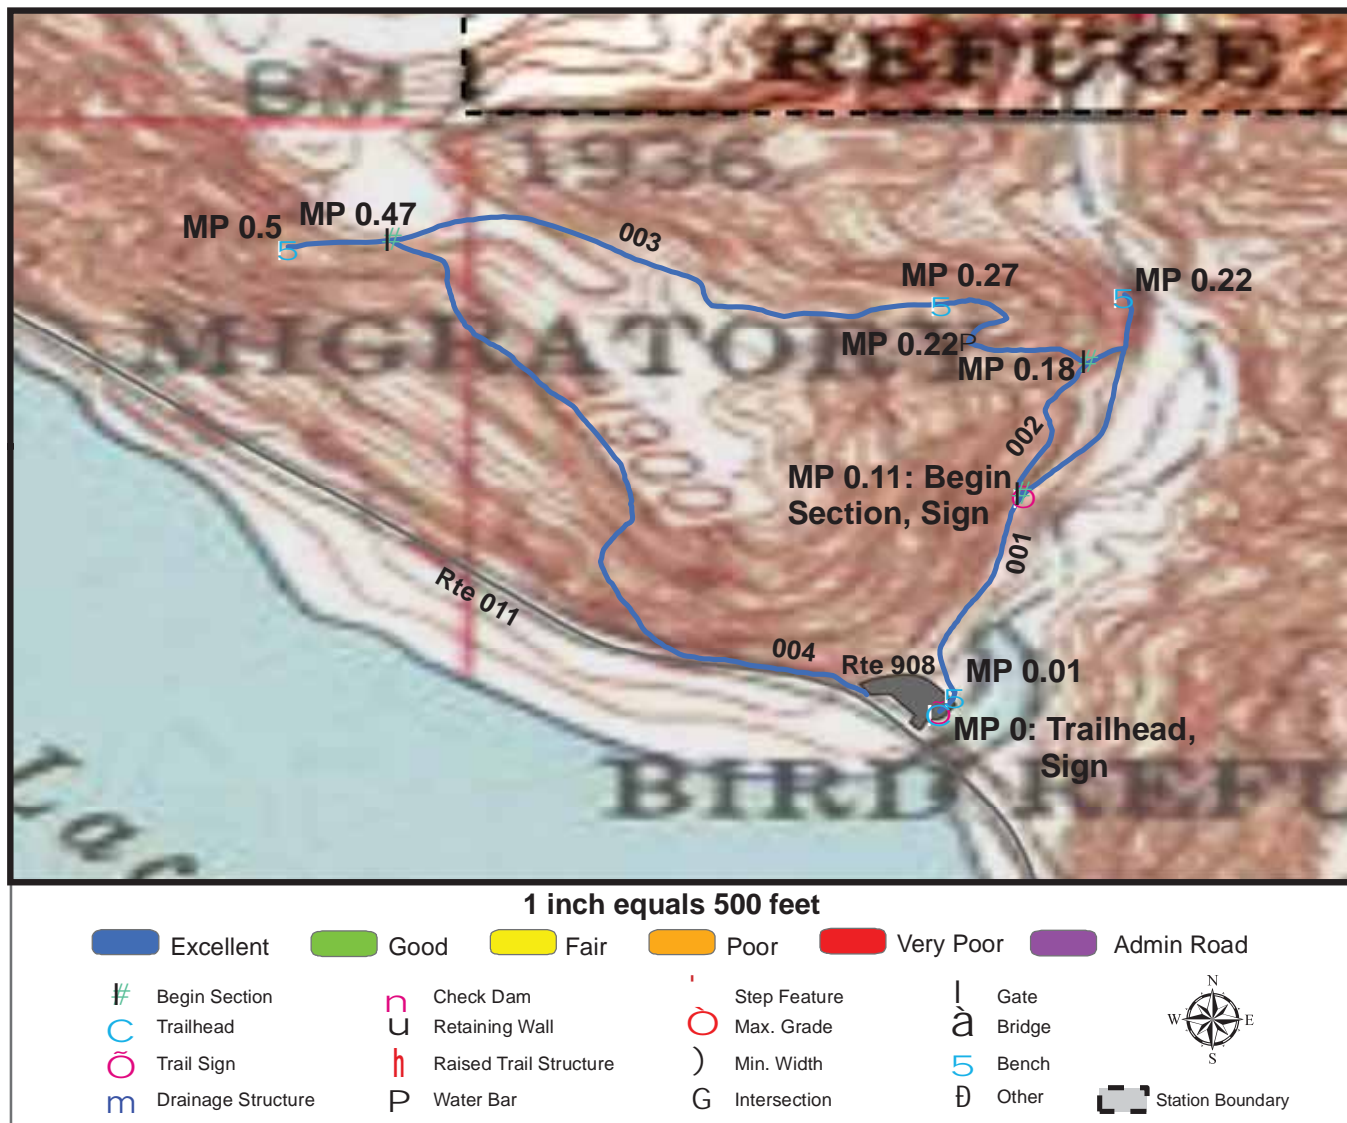 REFUGE
BM
1936
MP 0.47
MP 0.5
003
MP 0.27
MP 0.22
MIGRATORY
MP 0.22
MP 0.18
002
MP 0.11: Begin
Section, Sign
001
Rte 011
004
Rte 908
MP 0.01
MP 0: Trailhead,
Sign
BIRD REFU
Lac
1 inch equals 500 feet
Excellent Good Fair Poor Very Poor Admin Road
# Begin Section n Check Dam ' Step Feature l Gate N
C Trailhead u Retaining Wall Ò Max. Grade à Bridge W E
Õ Trail Sign h Raised Trail Structure ) Min. Width 5 Bench S
m Drainage Structure P Water Bar G Intersection Ð Other Station Boundary